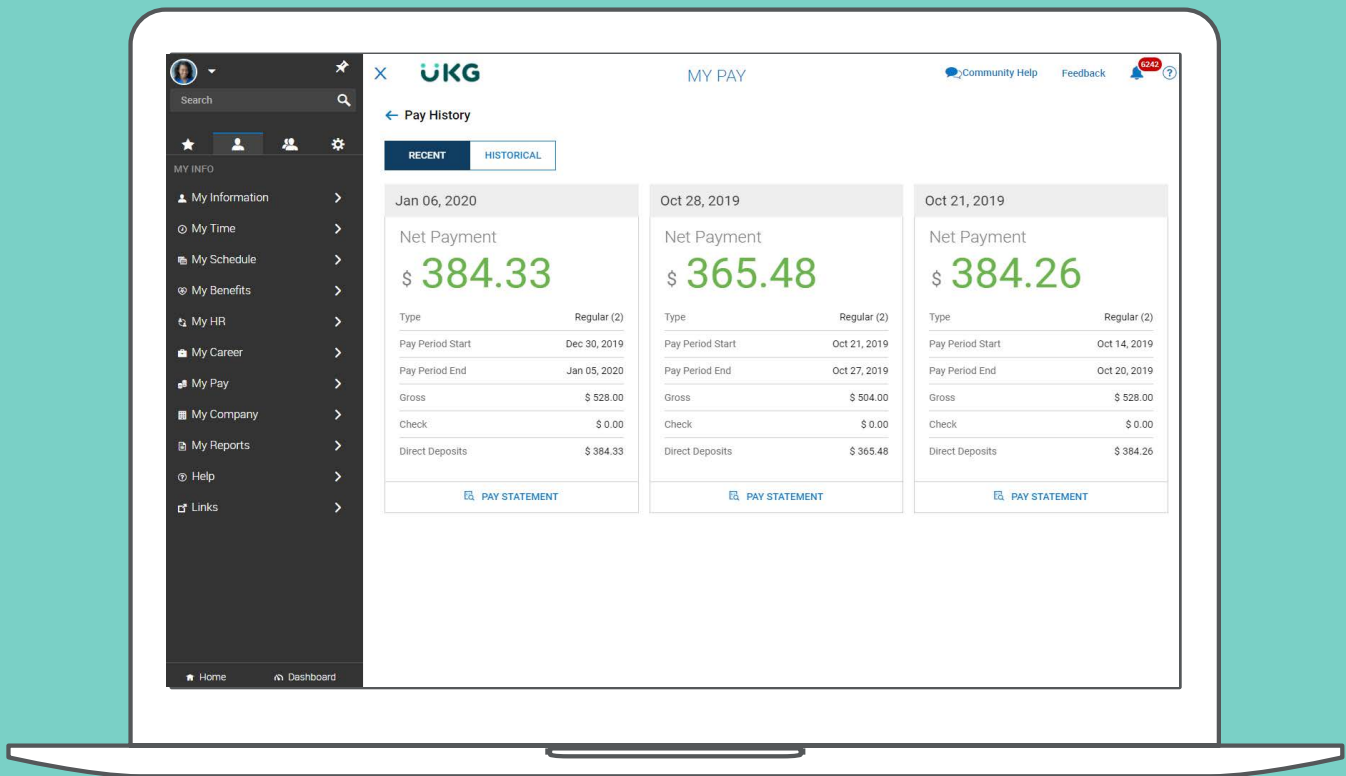 Search
MY INFO
My Information
My Time
My Schedule
My Benefits
My HR
My Career
My Pay
My Company
My Reports
Help
Links
Home Dashboard
UKG MY PAY Community Help Feedback 6242 ?
Pay History
RECENT HISTORICAL
Jan 06, 2020
Net Payment
$ 384.33
Type Regular (2)
Pay Period Start Dec 30, 2019
Pay Period End Jan 05, 2020
Gross $ 528.00
Check $ 0.00
Direct Deposits $ 384.33
PAY STATEMENT
Oct 28, 2019
Net Payment
$ 365.48
Type Regular (2)
Pay Period Start Oct 21, 2019
Pay Period End Oct 27, 2019
Gross $ 504.00
Check $ 0.00
Direct Deposits $ 365.48
PAY STATEMENT
Oct 21, 2019
Net Payment
$ 384.26
Type Regular (2)
Pay Period Start Oct 14, 2019
Pay Period End Oct 20, 2019
Gross $ 528.00
Check $ 0.00
Direct Deposits $ 384.26
PAY STATEMENT